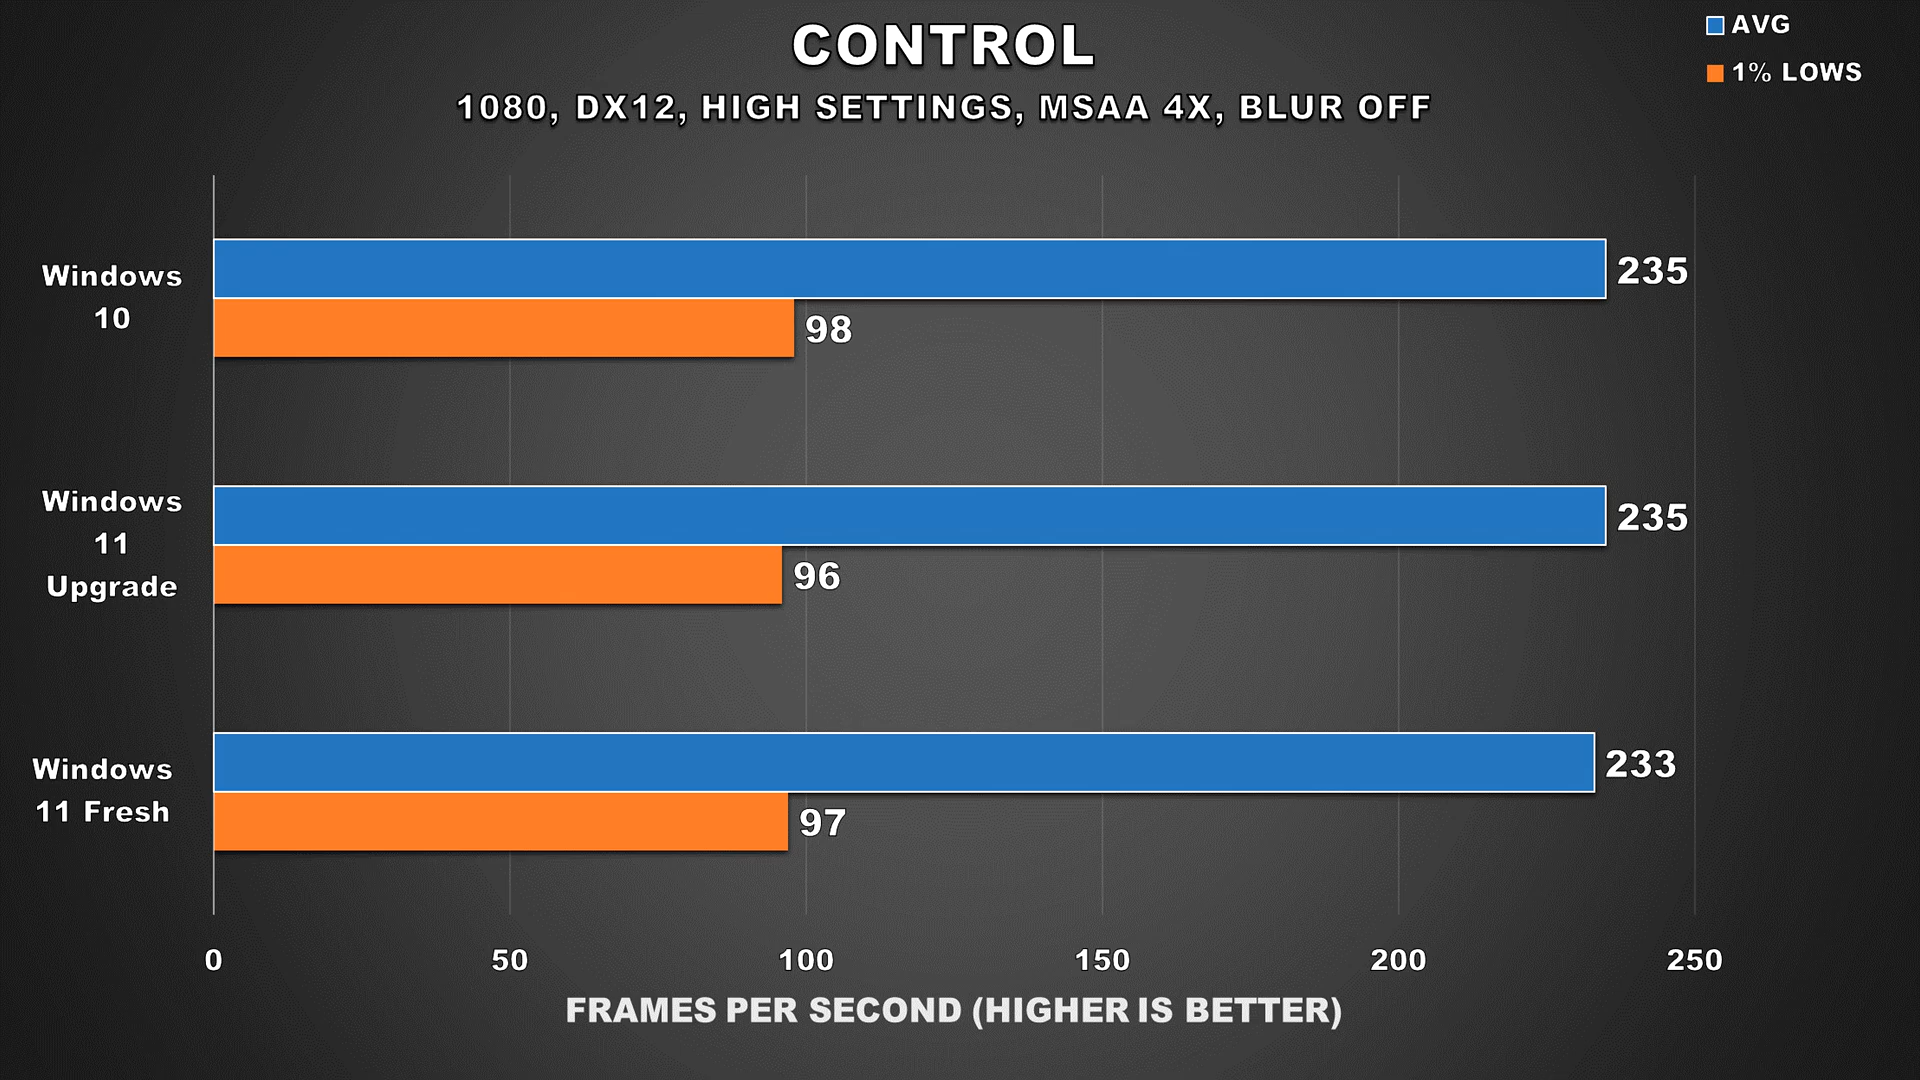 CONTROL
1080, DX12, HIGH SETTINGS, MSAA 4X, BLUR OFF
AVG
1% LOWS
Windows
10
235
98
Windows
11
Upgrade
235
96
Windows
11 Fresh
233
97
0 50 100 150 200 250
FRAMES PER SECOND (HIGHER IS BETTER)